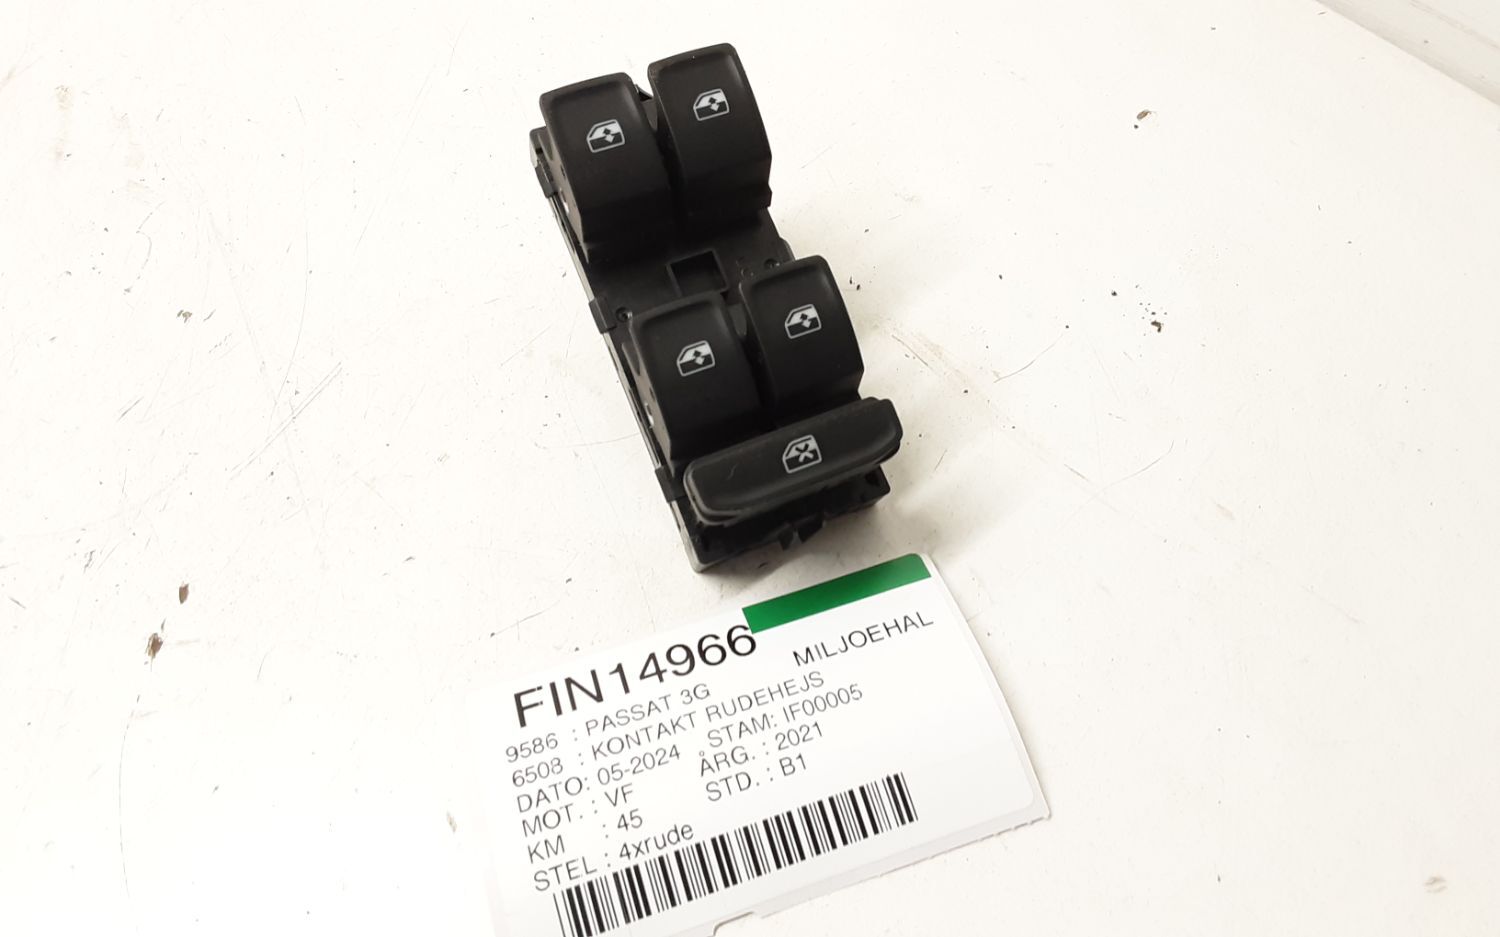 FIN14966
MILJOEHAL
9586 : PASSAT 3G
6508 : KONTAKT RUDEHEJS
DATO: 05-2024 STAM: IF00005
MOT. : VF ÅRG. : 2021
KM : 45 STD. : B1
STEL : 4xrude